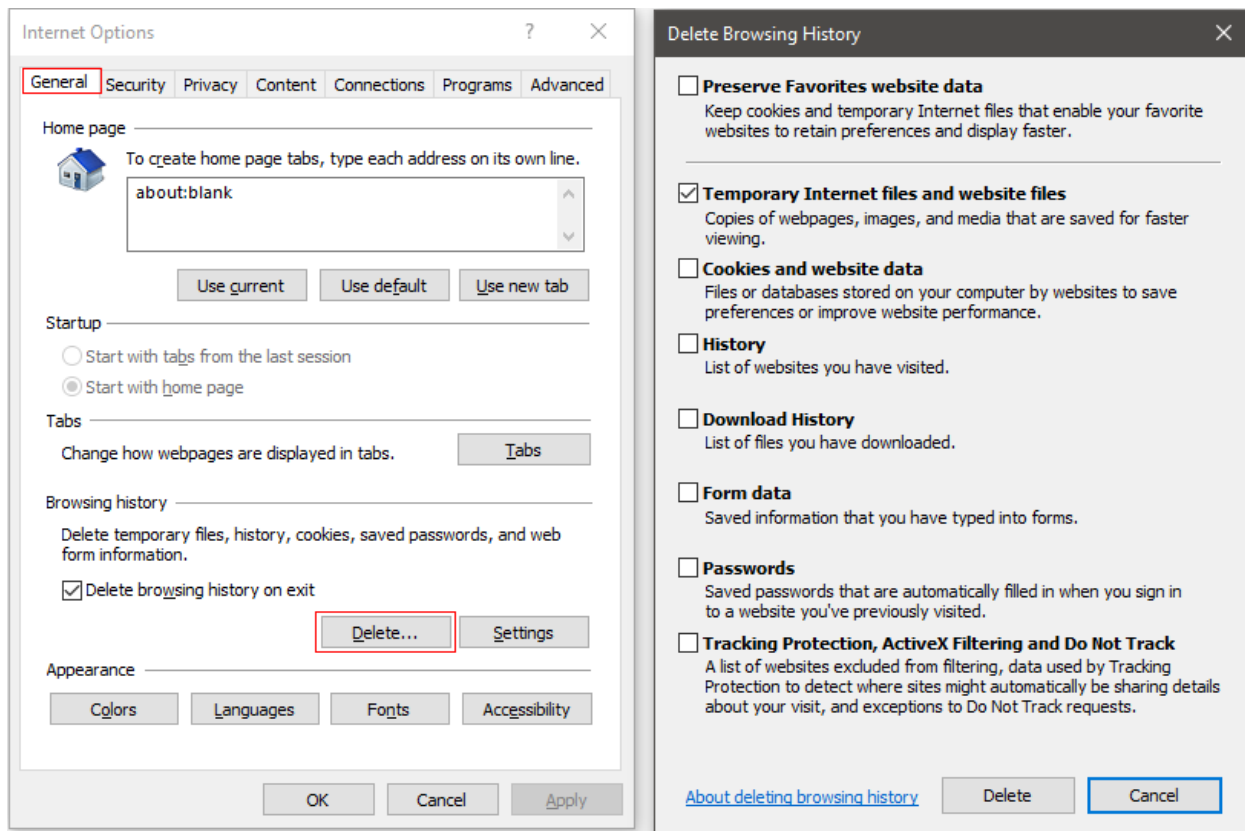 Internet Options
General Security Privacy Content Connections Programs Advanced
Home page
To create home page tabs, type each address on its own line.
about:blank
Use current Use default Use new tab
Startup
Start with tabs from the last session
Start with home page
Tabs
Change how webpages are displayed in tabs.
Tabs
Browsing history
Delete temporary files, history, cookies, saved passwords, and web
form information.
Delete browsing history on exit
Delete... Settings
Appearance
Colors Languages Fonts Accessibility
OK Cancel Apply
Delete Browsing History
Preserve Favorites website data
Keep cookies and temporary Internet files that enable your favorite
websites to retain preferences and display faster.
Temporary Internet files and website files
Copies of webpages, images, and media that are saved for faster
viewing.
Cookies and website data
Files or databases stored on your computer by websites to save
preferences or improve website performance.
History
List of websites you have visited.
Download History
List of files you have downloaded.
Form data
Saved information that you have typed into forms.
Passwords
Saved passwords that are automatically filled in when you sign in
to a website you've previously visited.
Tracking Protection, ActiveX Filtering and Do Not Track
A list of websites excluded from filtering, data used by Tracking
Protection to detect where sites might automatically be sharing details
about your visit, and exceptions to Do Not Track requests.
About deleting browsing history Delete Cancel